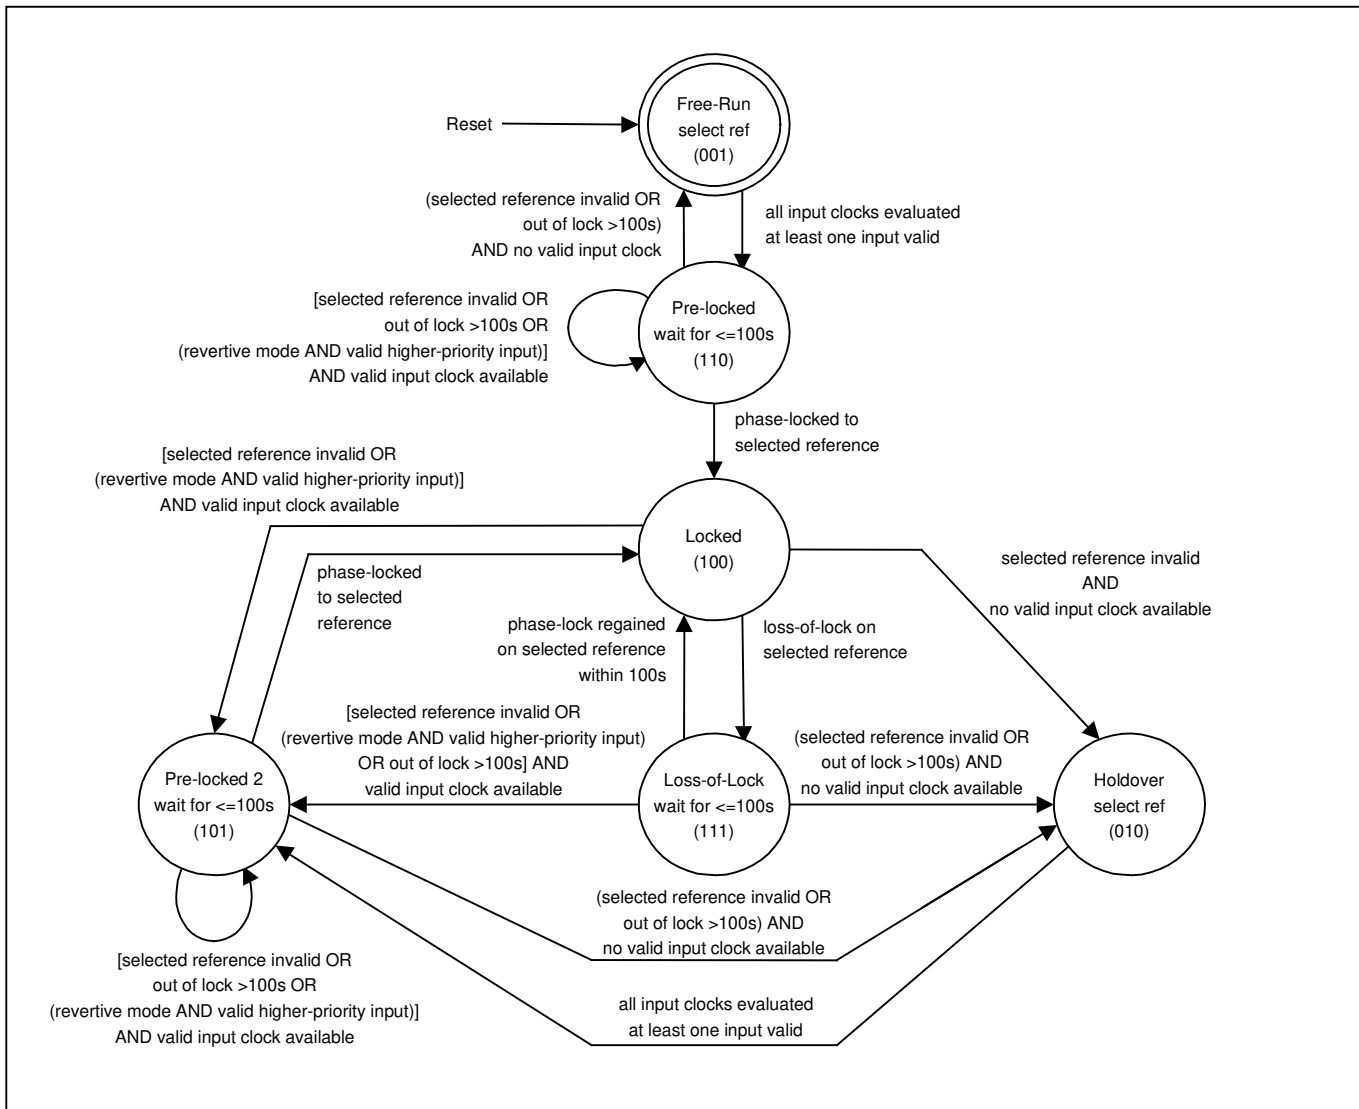 Free-Run
select ref
(001)
Reset
(selected reference invalid OR
out of lock >100s)
AND no valid input clock
all input clocks evaluated
at least one input valid
[selected reference invalid OR
out of lock >100s OR
(revertive mode AND valid higher-priority input)]
AND valid input clock available
Pre-locked
wait for <=100s
(110)
phase-locked to
selected reference
[selected reference invalid OR
(revertive mode AND valid higher-priority input)]
AND valid input clock available
Locked
(100)
phase-locked
to selected
reference
selected reference invalid
AND
no valid input clock available
phase-lock regained
on selected reference
within 100s
loss-of-lock on
selected reference
[selected reference invalid OR
(revertive mode AND valid higher-priority input)
OR out of lock >100s] AND
valid input clock available
(selected reference invalid OR
out of lock >100s) AND
no valid input clock available
Pre-locked 2
wait for <=100s
(101)
Loss-of-Lock
wait for <=100s
(111)
Holdover
select ref
(010)
(selected reference invalid OR
out of lock >100s) AND
no valid input clock available
[selected reference invalid OR
out of lock >100s OR
(revertive mode AND valid higher-priority input)]
AND valid input clock available
all input clocks evaluated
at least one input valid